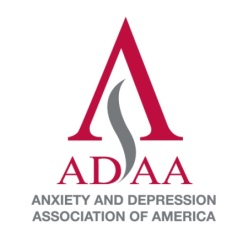 ADAA
ANXIETY AND DEPRESSION
ASSOCIATION OF AMERICA